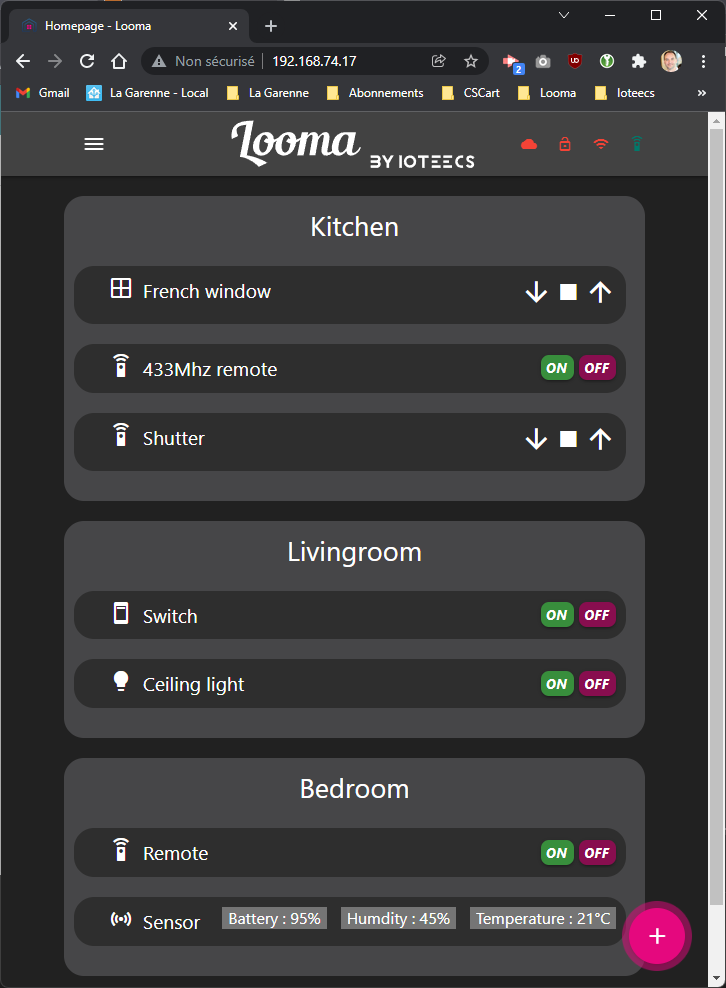 Homepage - Looma
Non sécurisé 192.168.74.17
2 UD
Gmail La Garenne - Local La Garenne Abonnements CSCart Looma Ioteecs »
Looma BY IOTEECS
Kitchen
French window
433Mhz remote ON OFF
Shutter
Livingroom
Switch ON OFF
Ceiling light ON OFF
Bedroom
Remote ON OFF
Sensor Battery : 95% Humdity : 45% Temperature : 21°C
+